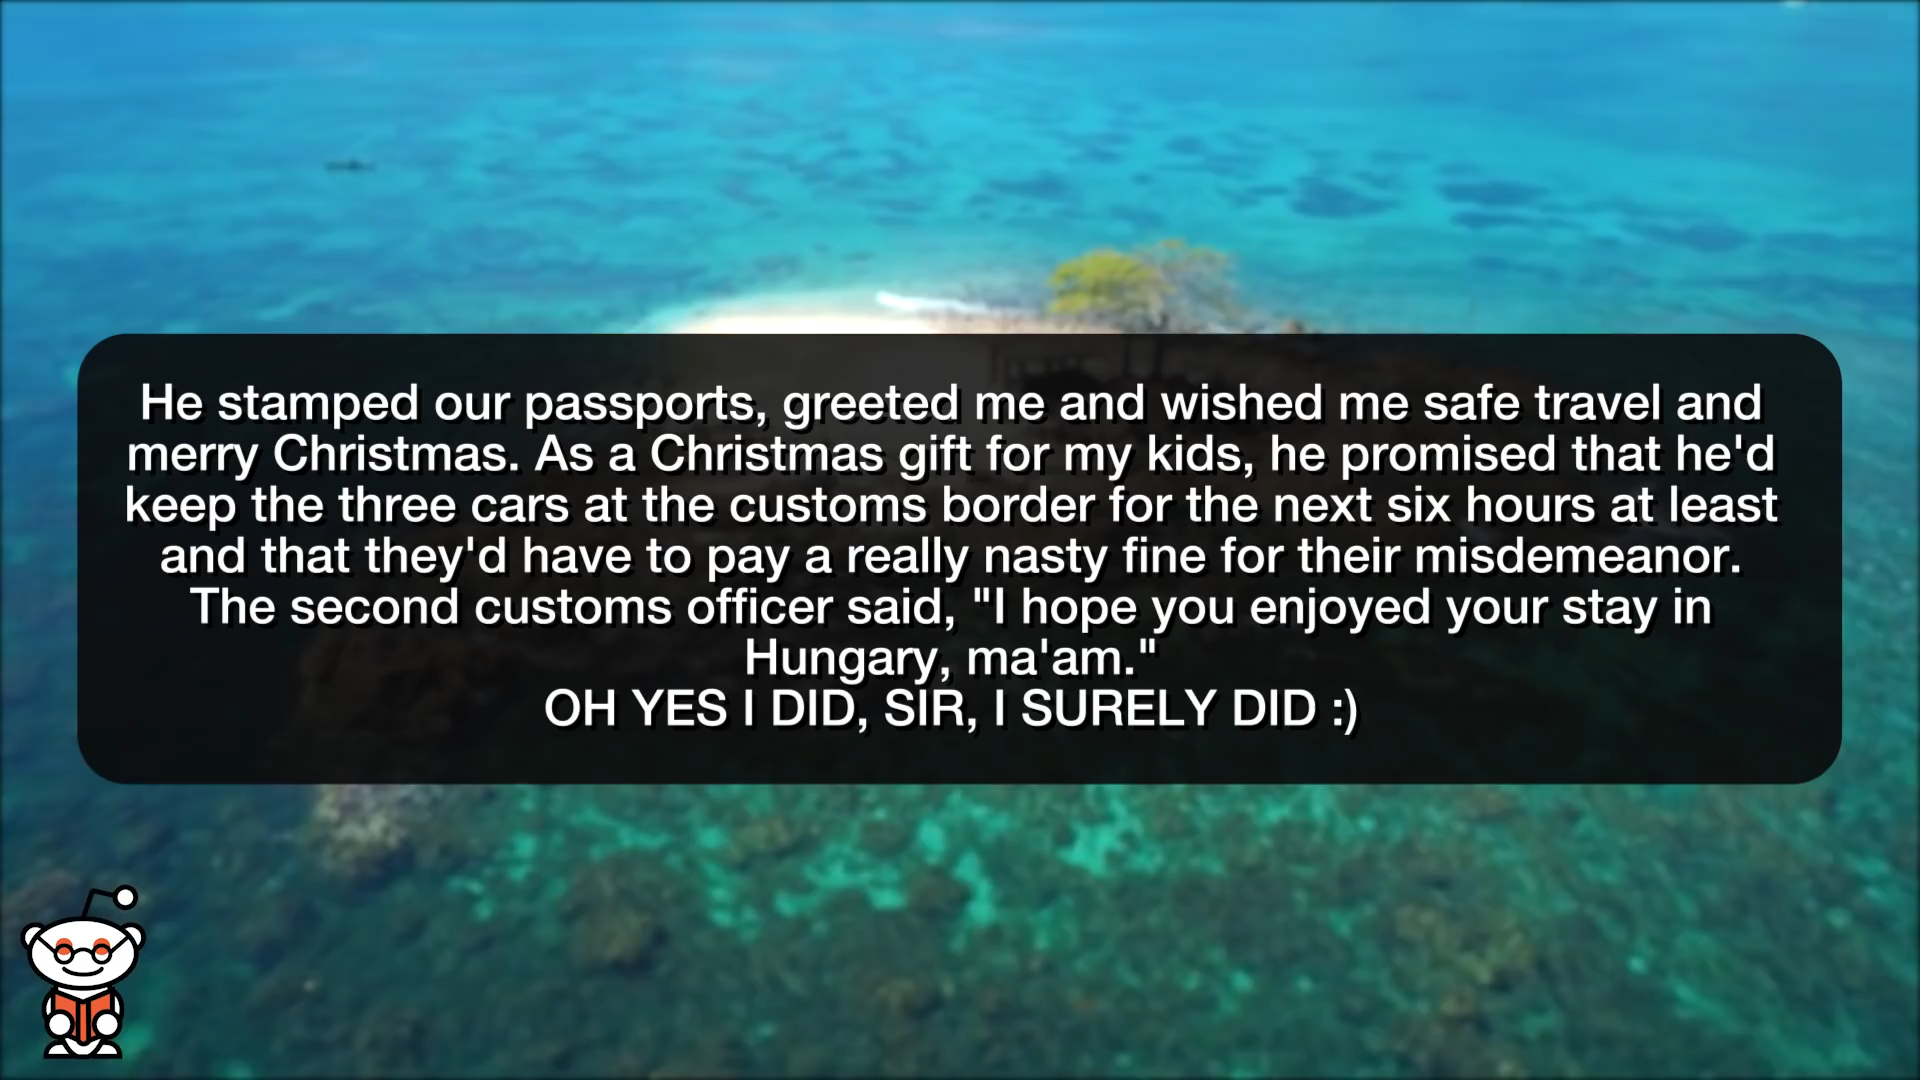 He stamped our passports, greeted me and wished me safe travel and
merry Christmas. As a Christmas gift for my kids, he promised that he'd
keep the three cars at the customs border for the next six hours at least
and that they'd have to pay a really nasty fine for their misdemeanor.
The second customs officer said, "I hope you enjoyed your stay in
Hungary, ma'am."
OH YES I DID, SIR, I SURELY DID :)